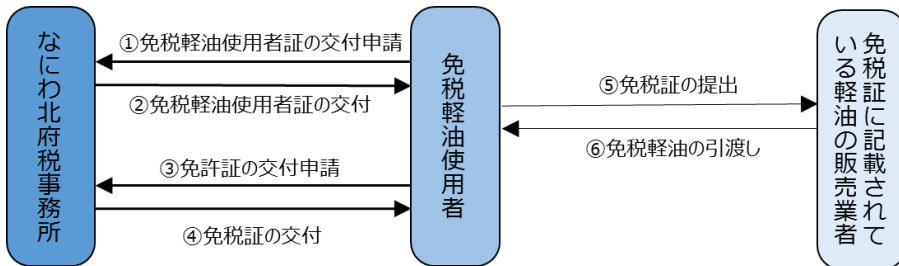 なにわ北府税事務所
①免税軽油使用者証の交付申請
②免税軽油使用者証の交付
③免許証の交付申請
④免税証の交付
免税軽油使用者
⑤免税証の提出
⑥免税軽油の引渡し
免税証に記載されて
いる軽油の販売業者